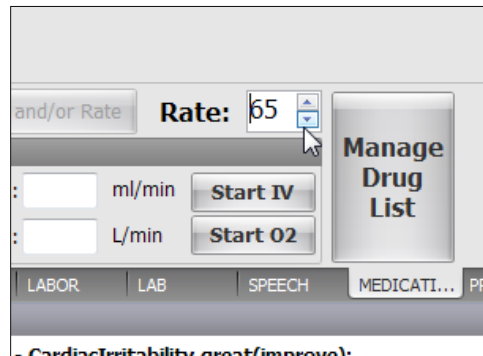 and/or Rate Rate: 65
Manage
Drug
List
: ml/min Start IV
: L/min Start O2
LABOR LAB SPEECH MEDICATI...
- CardiacIrritability great(improve):